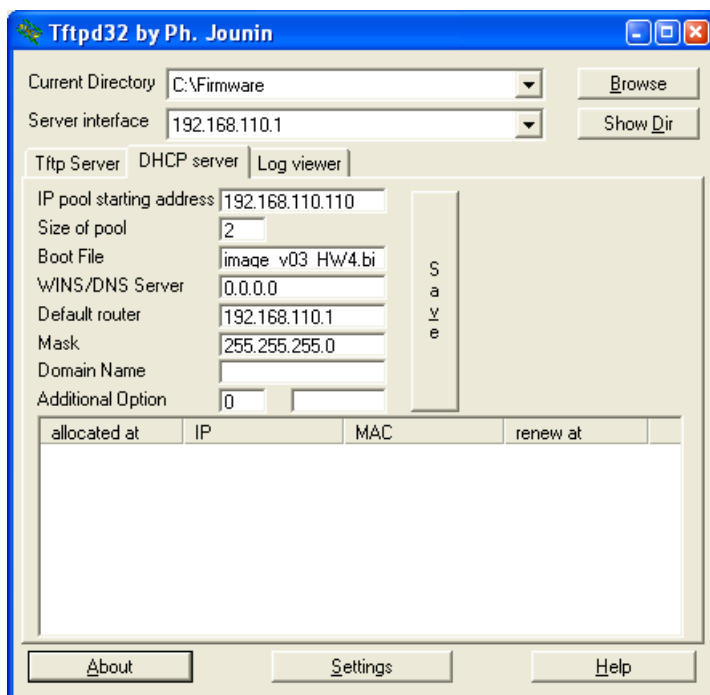 Tftpd32 by Ph. Jounin
Current Directory C:\Firmware Browse
Server interface 192.168.110.1 Show Dir
Tftp Server DHCP server Log viewer
IP pool starting address 192.168.110.110
Size of pool 2
Boot File image_v03_HW4.bi
WINS/DNS Server 0.0.0.0
Default router 192.168.110.1
Mask 255.255.255.0
Domain Name
Additional Option 0
Save
allocated at IP MAC renew at
About Settings Help